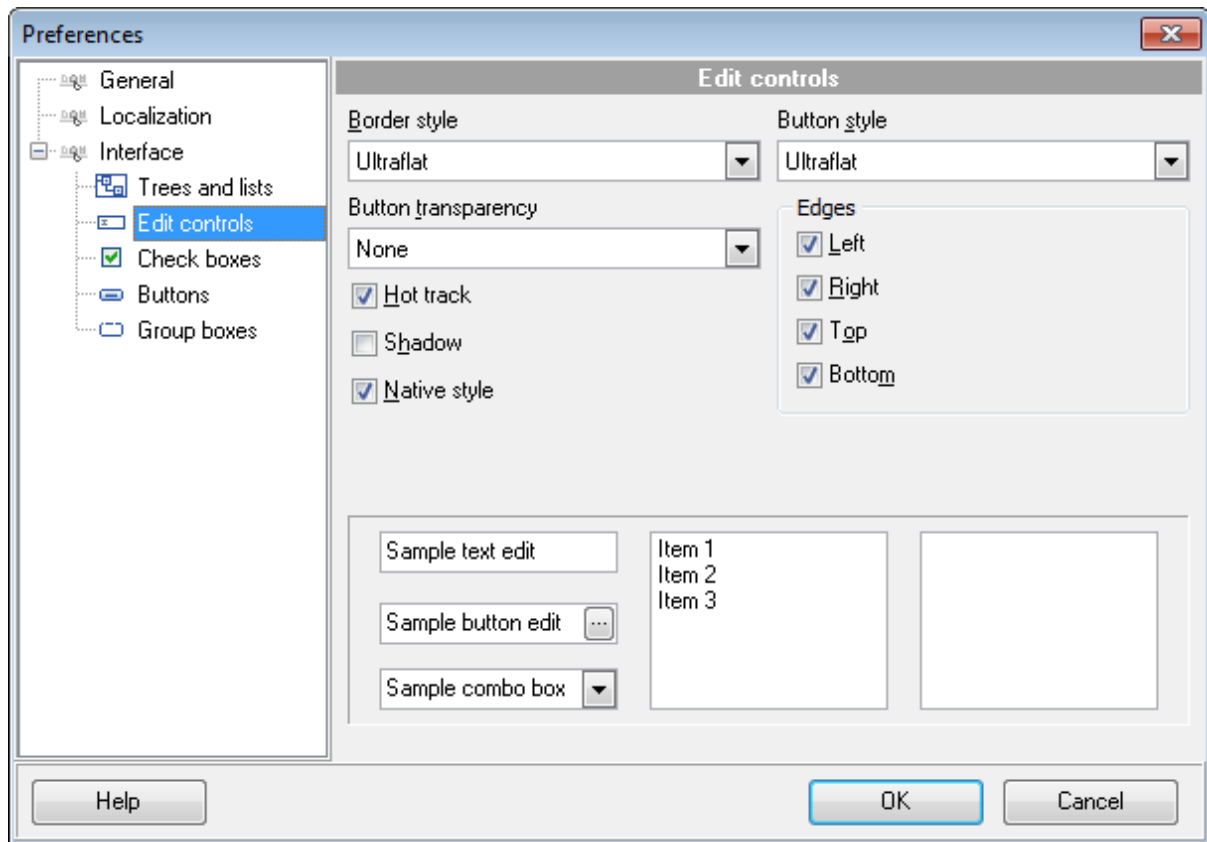 Preferences
General
Localization
Interface
Trees and lists
Edit controls
Check boxes
Buttons
Group boxes
Edit controls
Border style
Ultraflat
Button transparency
None
Hot track
Shadow
Native style
Button style
Ultraflat
Edges
Left
Right
Top
Bottom
Sample text edit
Sample button edit ...
Sample combo box
Item 1
Item 2
Item 3
Help
OK
Cancel